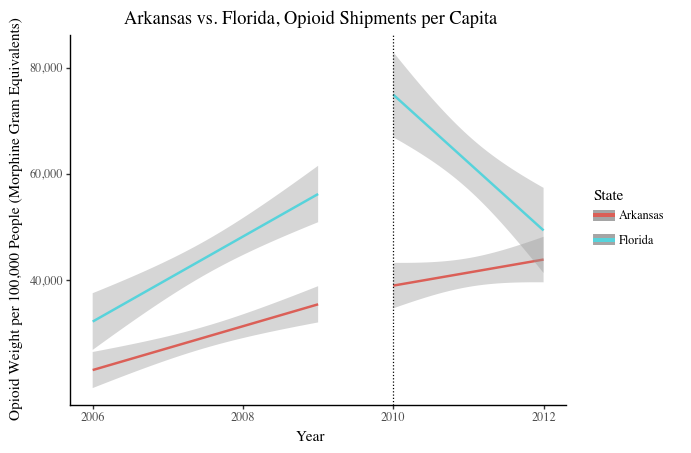 Arkansas vs. Florida, Opioid Shipments per Capita
Opioid Weight per 100,000 People (Morphine Gram Equivalents)
80,000
60,000
40,000
2006
2008
2010
2012
Year
State
Arkansas
Florida